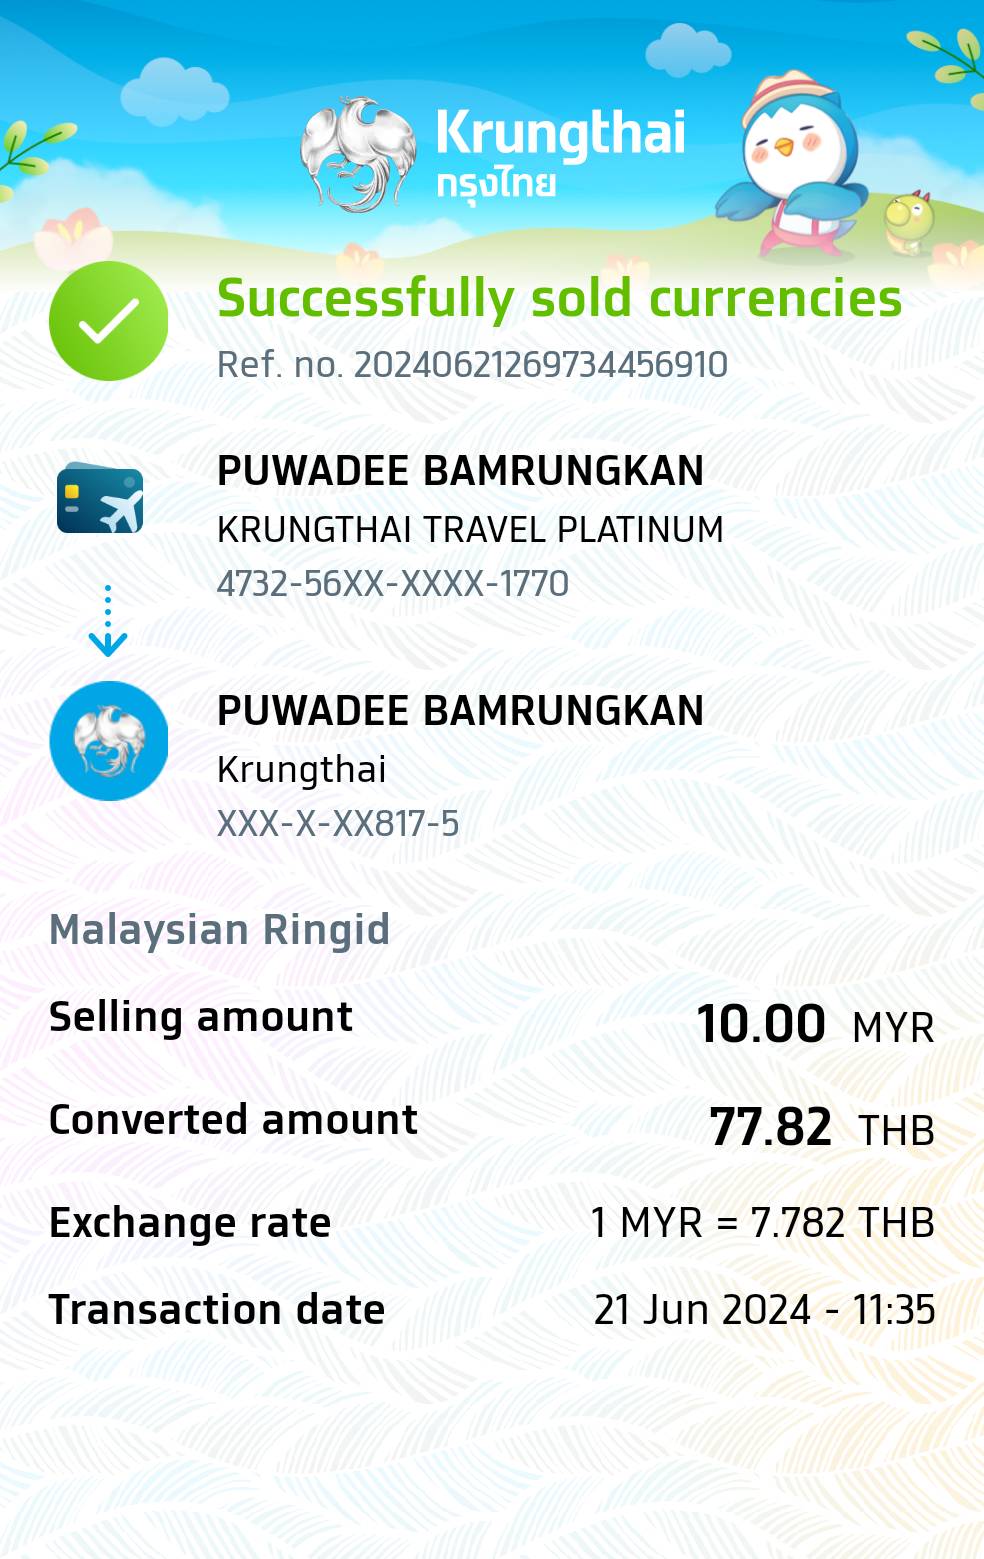 Krungthai
กรุงไทย
Successfully sold currencies
Ref. no. 20240621269734456910
PUWADEE BAMRUNGKAN
KRUNGTHAI TRAVEL PLATINUM
4732-56XX-XXXX-1770
PUWADEE BAMRUNGKAN
Krungthai
XXX-X-XX817-5
Malaysian Ringid
Selling amount 10.00 MYR
Converted amount 77.82 THB
Exchange rate 1 MYR = 7.782 THB
Transaction date 21 Jun 2024 - 11:35